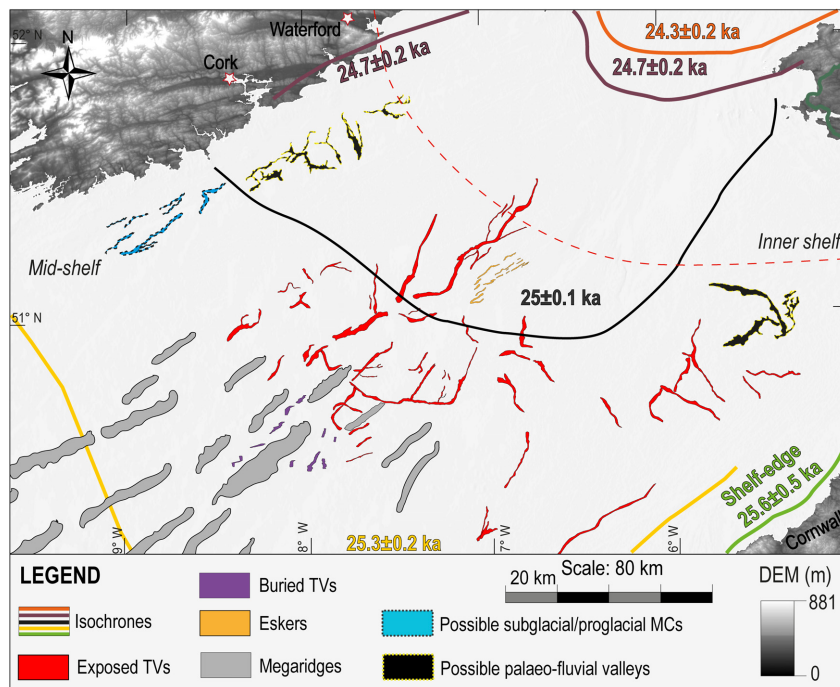 52° N
N
Waterford
Cork
24.7±0.2 ka
24.3±0.2 ka
24.7±0.2 ka
Mid-shelf
Inner shelf
25±0.1 ka
51° N
Shelf-edge
25.6±0.5 ka
Cornwall
9° W
8° W
25.3±0.2 ka
7° W
6° W
LEGEND
Isochrones
Exposed TVs
Buried TVs
Eskers
Megaridges
20 km
Scale: 80 km
Possible subglacial/proglacial MCs
Possible palaeo-fluvial valleys
DEM (m)
881
0